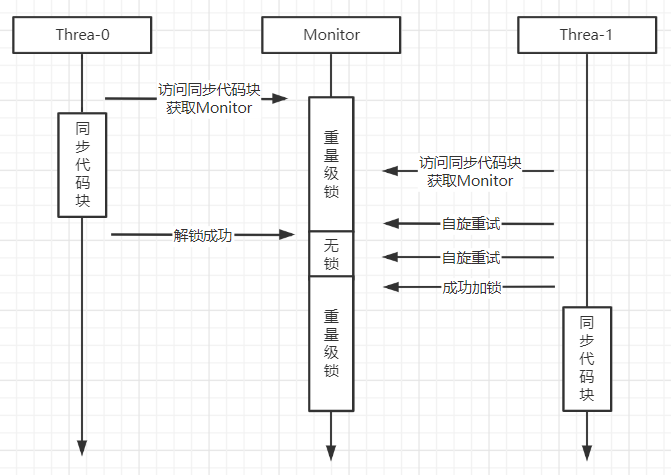 Threa-0
Monitor
Threa-1
访问同步代码块
获取Monitor
同步代码块
重量级锁
访问同步代码块
获取Monitor
自旋重试
解锁成功
无锁
自旋重试
成功加锁
重量级锁
同步代码块